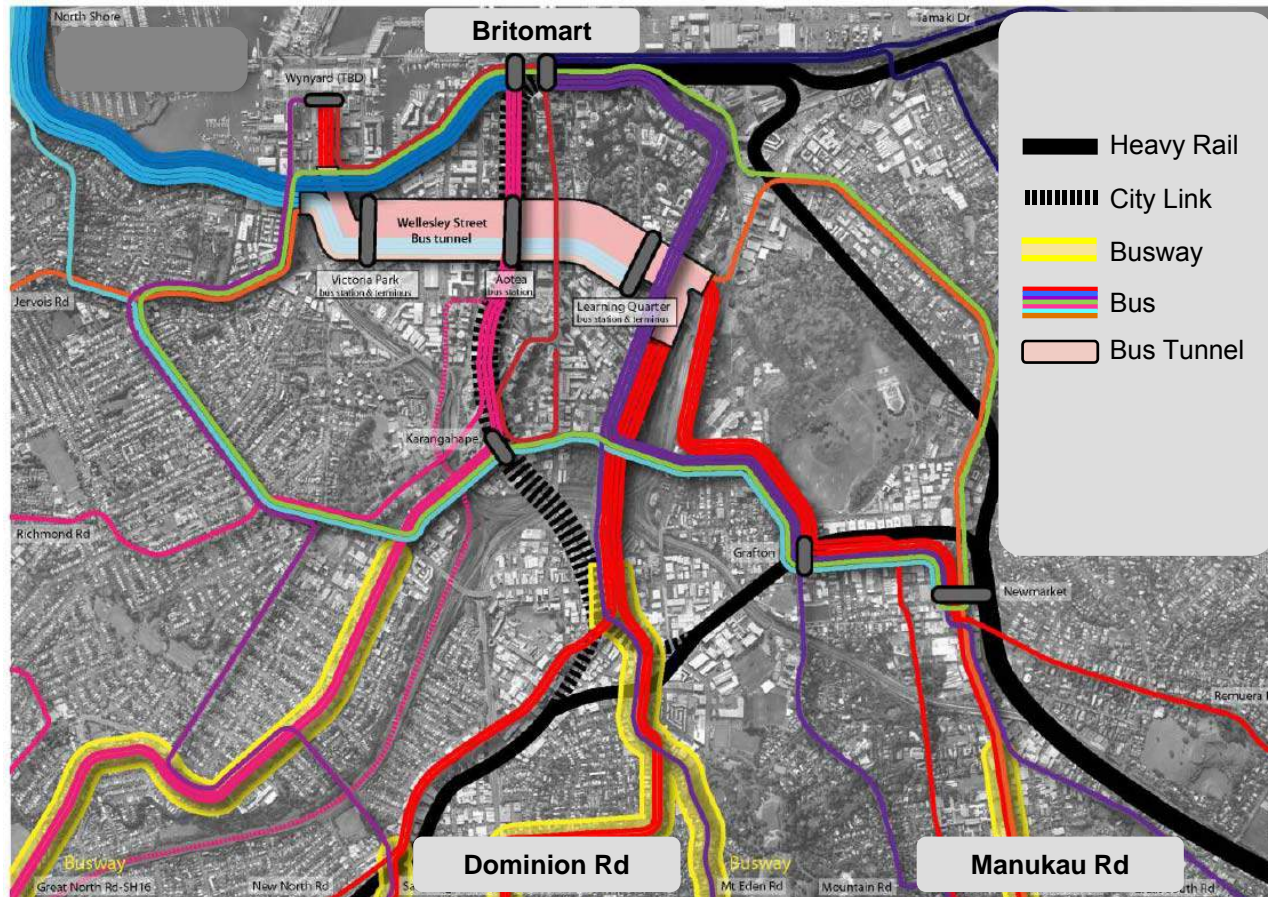 North Shore
Britomart
Tamaki Dr
Wynyard (TBD)
Heavy Rail
City Link
Busway
Bus
Bus Tunnel
Wellesley Street
Bus tunnel
Victoria Park
bus station & terminus
Aotea
bus station
Learning Quarter
bus station & terminus
Jervois Rd
Karangahape
Richmond Rd
Grafton
Newmarket
Remuera
Busway
Great North Rd-SH16
New North Rd
Dominion Rd
Busway
Mt Eden Rd
Mountain Rd
Manukau Rd
Rd